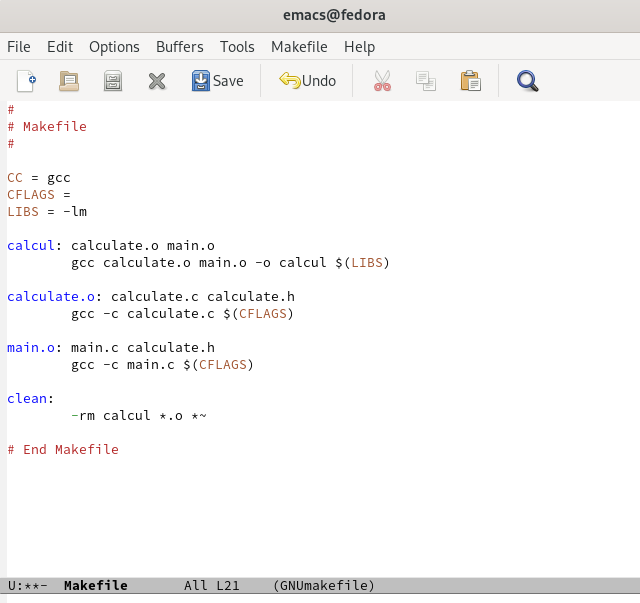 emacs@fedora
File Edit Options Buffers Tools Makefile Help
Save Undo
#
# Makefile
#
CC = gcc
CFLAGS =
LIBS = -lm
calcul: calculate.o main.o
gcc calculate.o main.o -o calcul $(LIBS)
calculate.o: calculate.c calculate.h
gcc -c calculate.c $(CFLAGS)
main.o: main.c calculate.h
gcc -c main.c $(CFLAGS)
clean:
-rm calcul *.o *~
# End Makefile
U:**- Makefile All L21 (GNUmakefile)